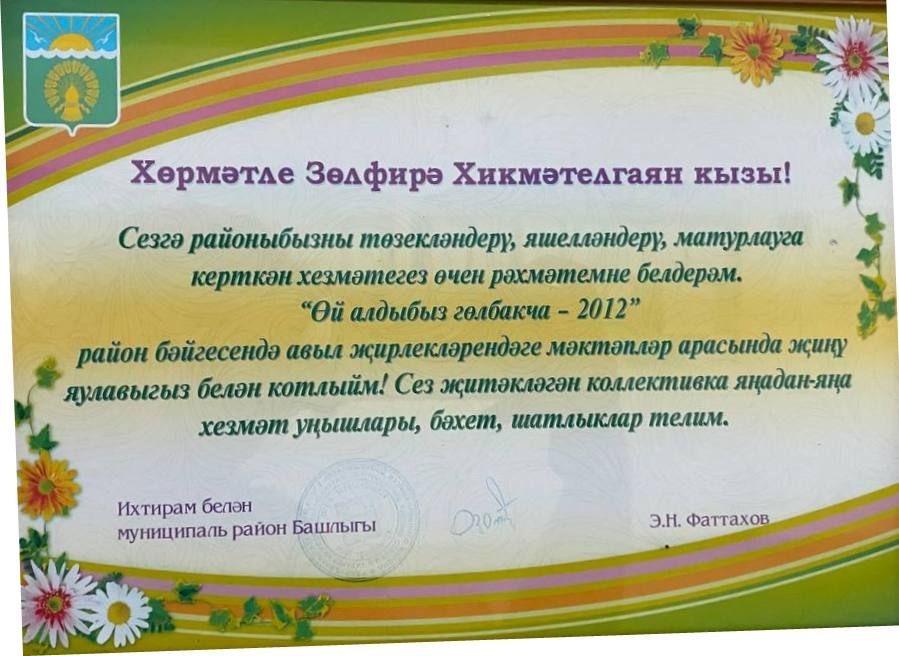 Хөрмәтле Зөлфирә Хикмәтелгаян кызы!
Сезгә районыбызны төзекләндерү, яшелләндерү, матурлауга
керткән хезмәтегез өчен рәхмәтемне белдерәм.
“Өй алдыбыз гөлбакча – 2012”
район бәйгесендә авыл җирлекләрендәге мәктәпләр арасында җиңү
яулавыгыз белән котлыйм! Сез җитәкләгән коллективка яңадан-яңа
хезмәт уңышлары, бәхет, шатлыклар телим.
Ихтирам белән
муниципаль район Башлыгы
Э.Н. Фаттахов